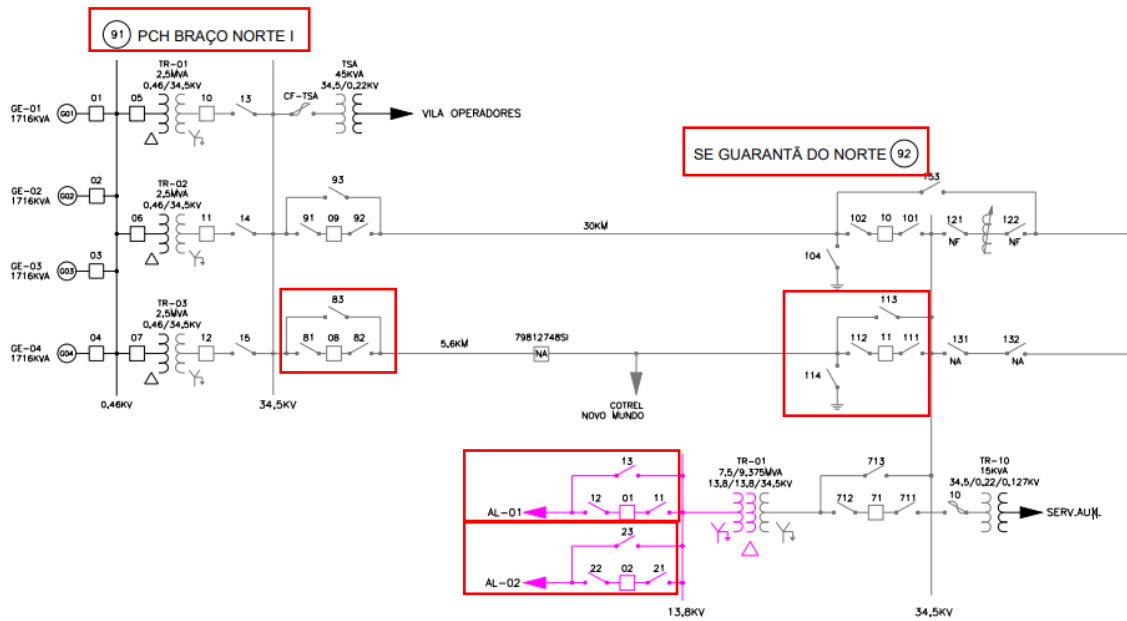 91 PCH BRAÇO NORTE I
TR-01
2,5MVA
0,46/34,5KV
TSA
45KVA
34,5/0,22KV
GE-01
1716KVA
G01
01
05
10
13
CF-TSA
VILA OPERADORES
SE GUARANTÃ DO NORTE 92
GE-02
1716KVA
G02
02
TR-02
2,5MVA
0,46/34,5KV
06
11
14
93
91
09
92
30KM
153
102
10
101
121
NF
122
NF
104
GE-03
1716KVA
G03
03
TR-03
2,5MVA
0,46/34,5KV
GE-04
1716KVA
G04
04
07
12
15
83
81
08
82
5,6KM
79812748SI
NA
COTREL
NOVO MUNDO
113
112
11
111
131
NA
132
NA
114
0,46KV
34,5KV
13
12
01
11
AL-01
TR-01
7,5/9,375MVA
13,8/13,8/34,5KV
713
712
71
711
TR-10
15KVA
34,5/0,22/0,127KV
10
SERV.AUX.
23
22
02
21
AL-02
13,8KV
34,5KV